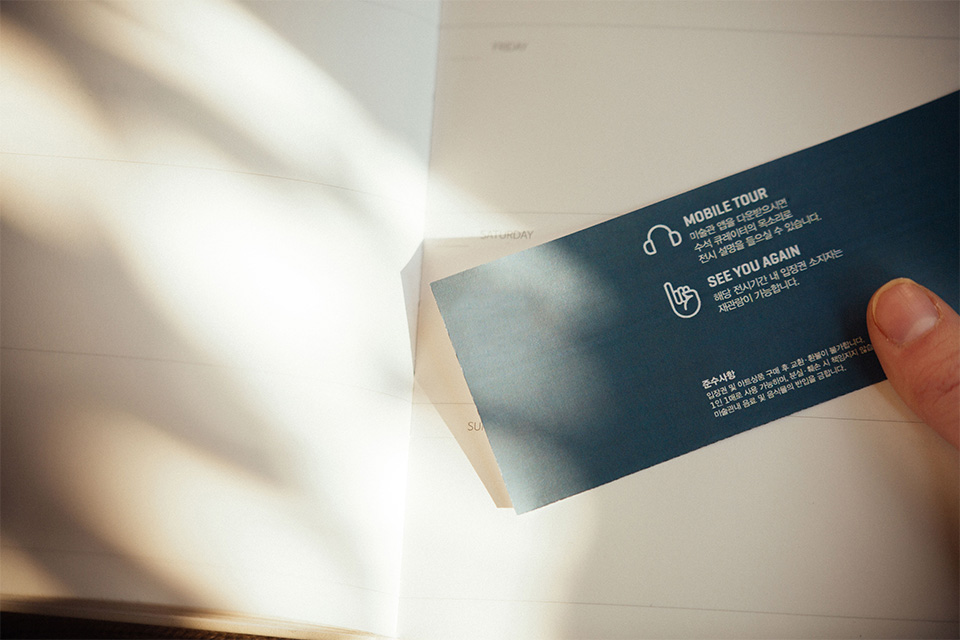 FRIDAY
SATURDAY
MOBILE TOUR
미술관 앱을 다운받으시면
수석 큐레이터의 목소리로
전시 설명을 들으실 수 있습니다.
SEE YOU AGAIN
해당 전시기간 내 입장권 소지자는
재관람이 가능합니다.
준수사항
입장권 및 아트상품 구매 후 교환·환불이 불가합니다.
1인 1매로 사용 가능하며, 분실·훼손 시 책임지지 않습
미술관내 음료 및 음식물의 반입을 금합니다.
SU